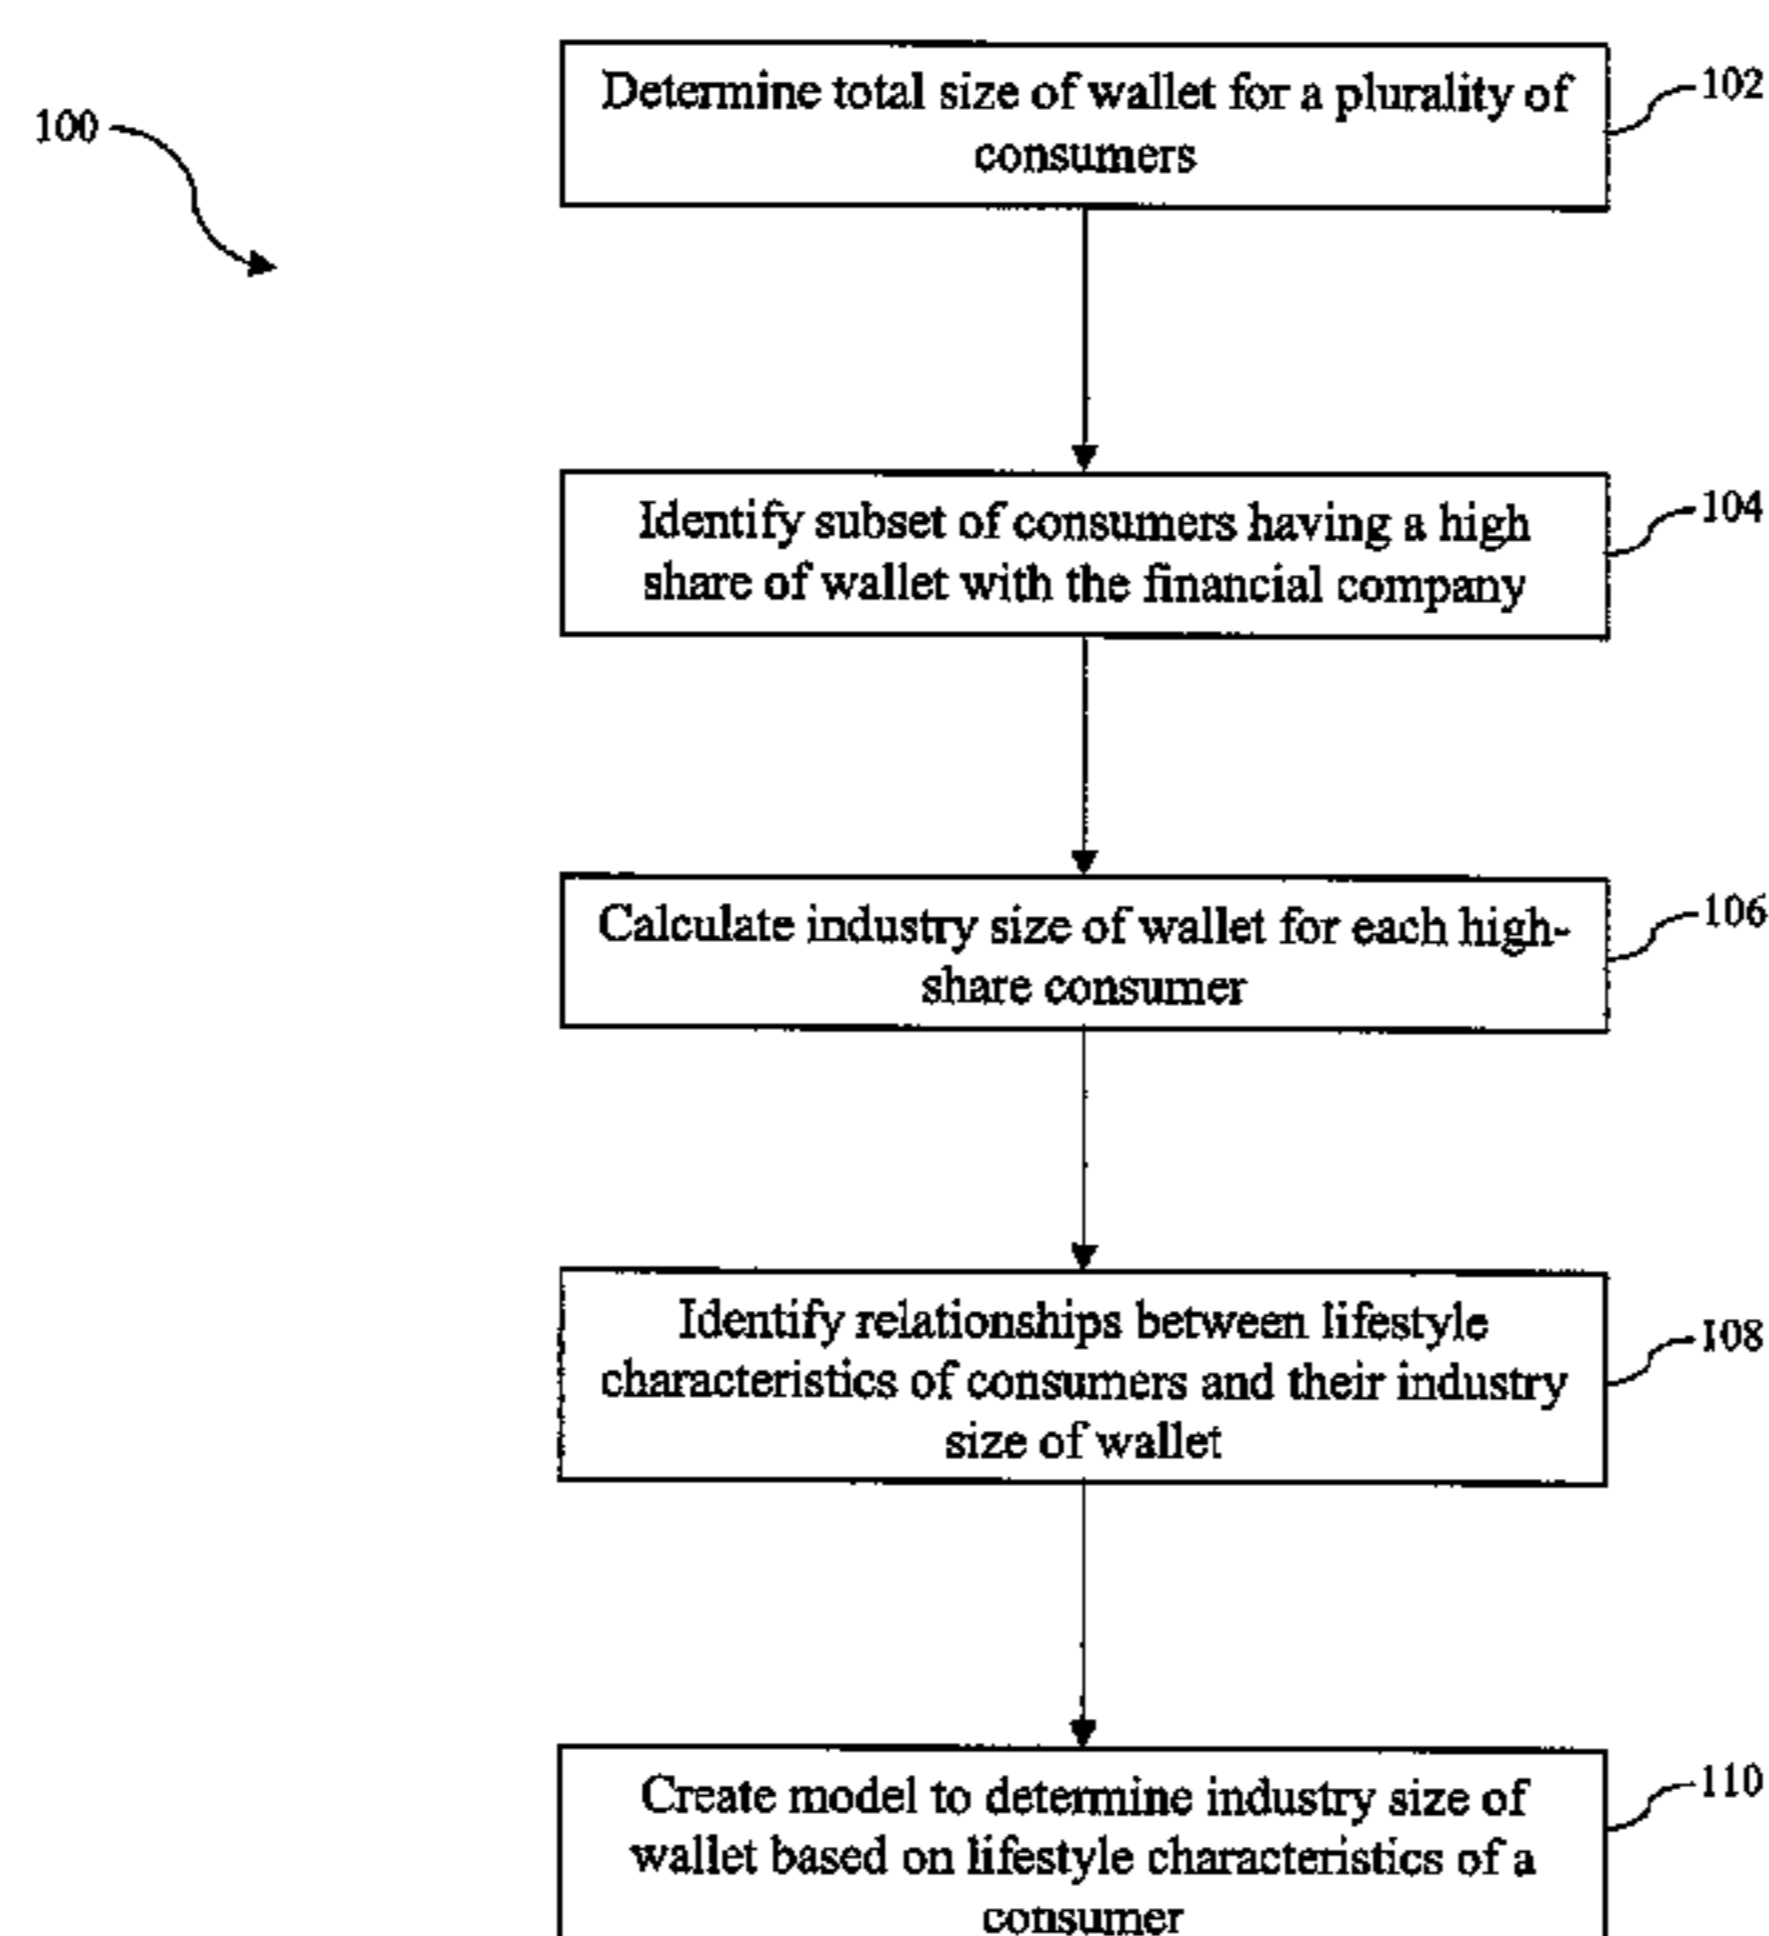 100
Determine total size of wallet for a plurality of
consumers
102
Identify subset of consumers having a high
share of wallet with the financial company
104
Calculate industry size of wallet for each high-
share consumer
106
Identify relationships between lifestyle
characteristics of consumers and their industry
size of wallet
108
Create model to determine industry size of
wallet based on lifestyle characteristics of a
consumer
110